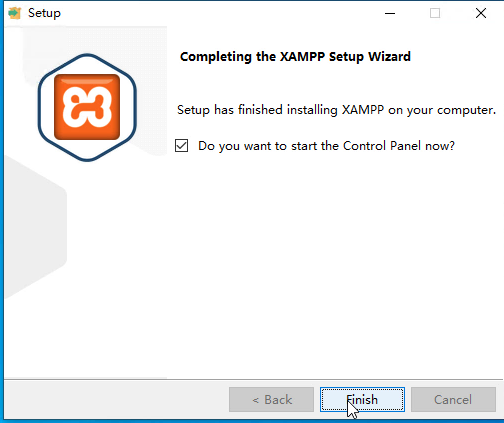 Setup
Completing the XAMPP Setup Wizard
Setup has finished installing XAMPP on your computer.
Do you want to start the Control Panel now?
< Back
Finish
Cancel